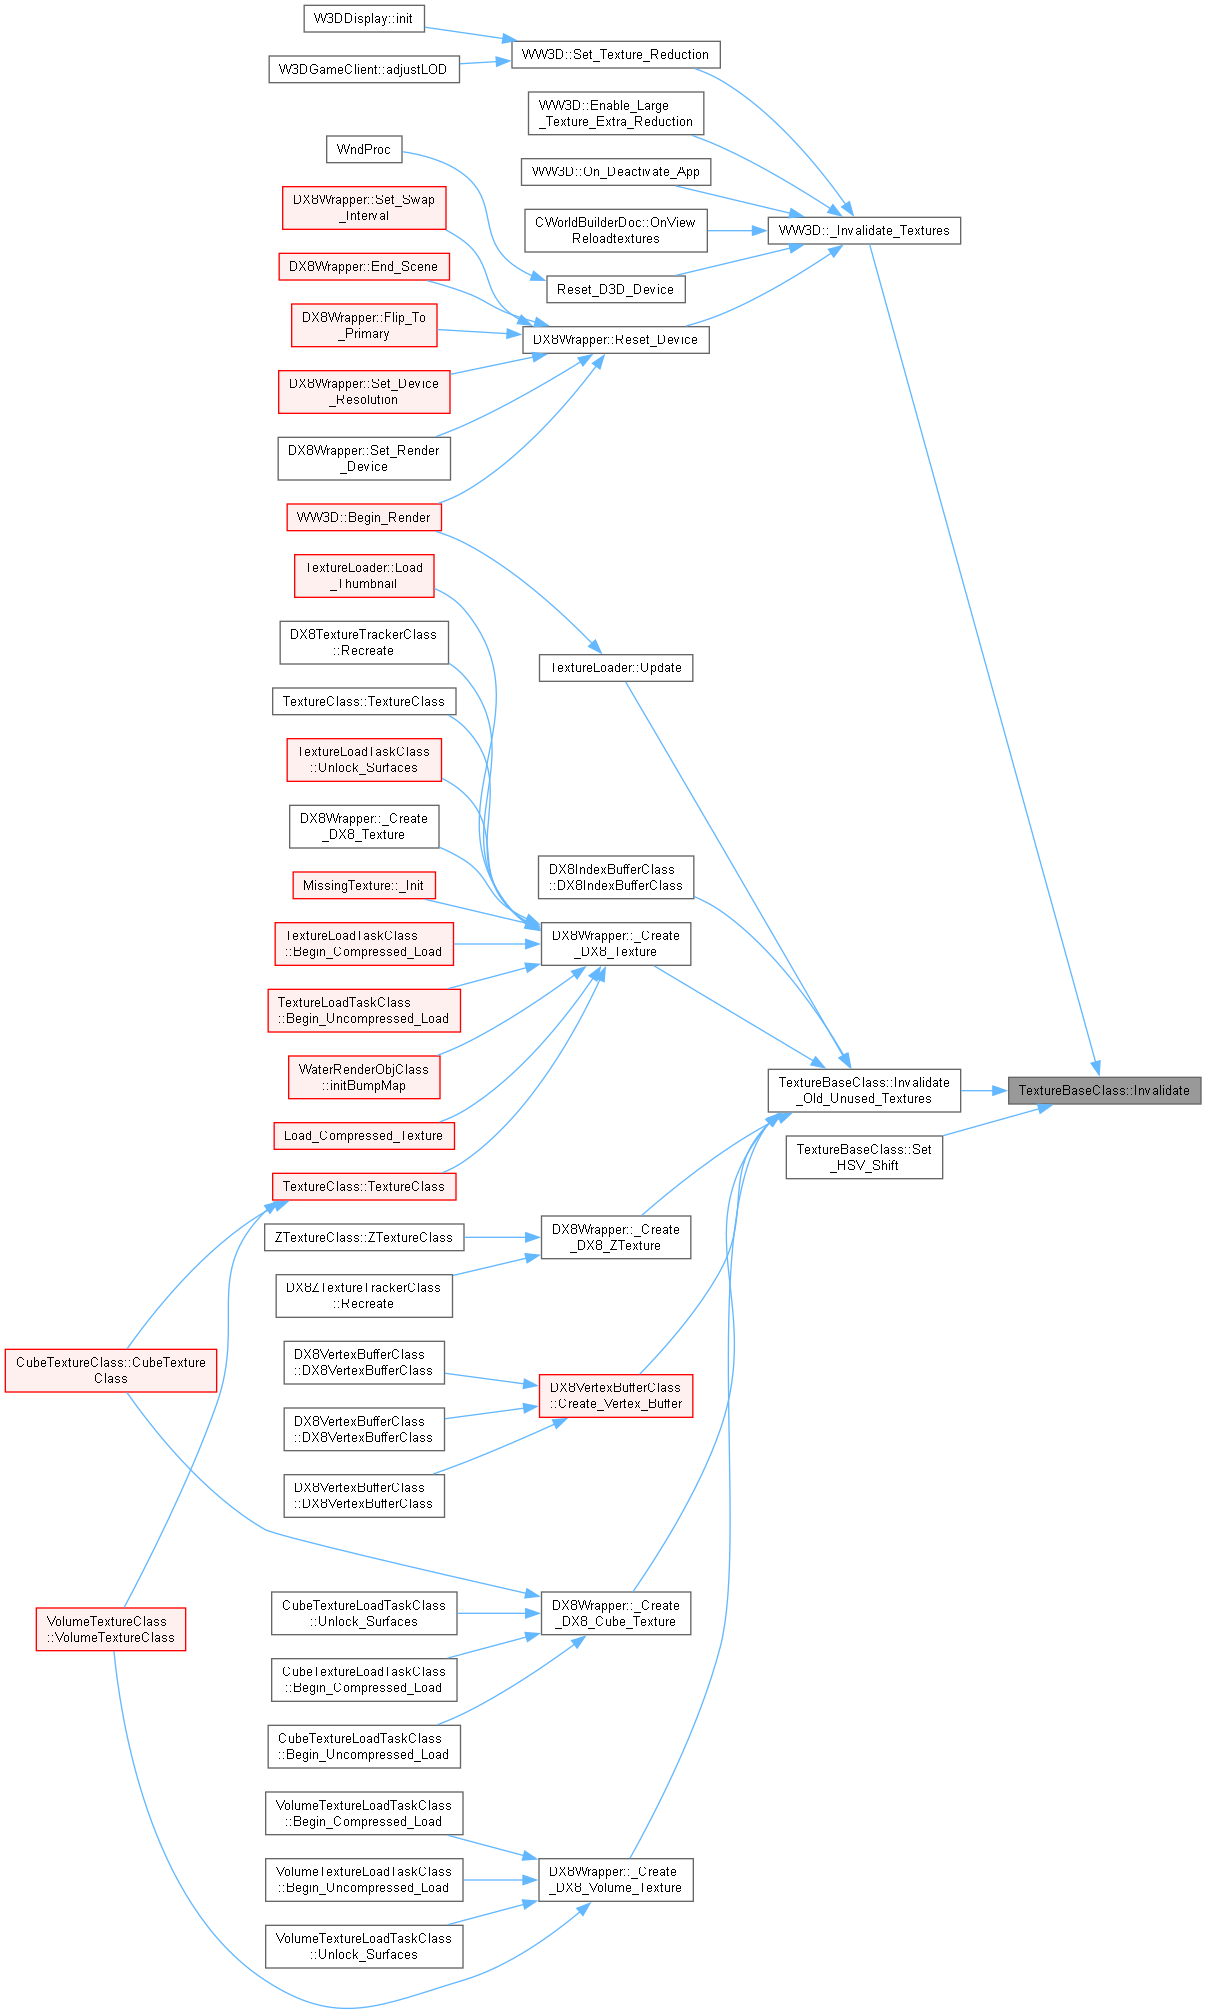 W3DDisplay::init
WW3D::Set_Texture_Reduction
W3DGameClient::adjustLOD
WW3D::Enable_Large
_Texture_Extra_Reduction
WndProc
WW3D::On_Deactivate_App
DX8Wrapper::Set_Swap
_Interval
CWorldBuilderDoc::OnView
Reloadtextures
WW3D::_Invalidate_Textures
DX8Wrapper::End_Scene
Reset_D3D_Device
DX8Wrapper::Flip_To
_Primary
DX8Wrapper::Reset_Device
DX8Wrapper::Set_Device
_Resolution
DX8Wrapper::Set_Render
_Device
WW3D::Begin_Render
TextureLoader::Load
_Thumbnail
DX8TextureTrackerClass
::Recreate
TextureLoader::Update
TextureClass::TextureClass
TextureLoadTaskClass
::Unlock_Surfaces
DX8Wrapper::_Create
_DX8_Texture
DX8IndexBufferClass
::DX8IndexBufferClass
MissingTexture::_Init
TextureLoadTaskClass
::Begin_Compressed_Load
DX8Wrapper::_Create
_DX8_Texture
TextureLoadTaskClass
::Begin_Uncompressed_Load
WaterRenderObjClass
::initBumpMap
TextureBaseClass::Invalidate
_Old_Unused_Textures
TextureBaseClass::Invalidate
Load_Compressed_Texture
TextureBaseClass::Set
_HSV_Shift
TextureClass::TextureClass
ZTextureClass::ZTextureClass
DX8Wrapper::_Create
_DX8_ZTexture
DX8ZTextureTrackerClass
::Recreate
CubeTextureClass::CubeTexture
Class
DX8VertexBufferClass
::DX8VertexBufferClass
DX8VertexBufferClass
::Create_Vertex_Buffer
DX8VertexBufferClass
::DX8VertexBufferClass
DX8VertexBufferClass
::DX8VertexBufferClass
VolumeTextureClass
::VolumeTextureClass
CubeTextureLoadTaskClass
::Unlock_Surfaces
DX8Wrapper::_Create
_DX8_Cube_Texture
CubeTextureLoadTaskClass
::Begin_Compressed_Load
CubeTextureLoadTaskClass
::Begin_Uncompressed_Load
VolumeTextureLoadTaskClass
::Begin_Compressed_Load
VolumeTextureLoadTaskClass
::Begin_Uncompressed_Load
DX8Wrapper::_Create
_DX8_Volume_Texture
VolumeTextureLoadTaskClass
::Unlock_Surfaces